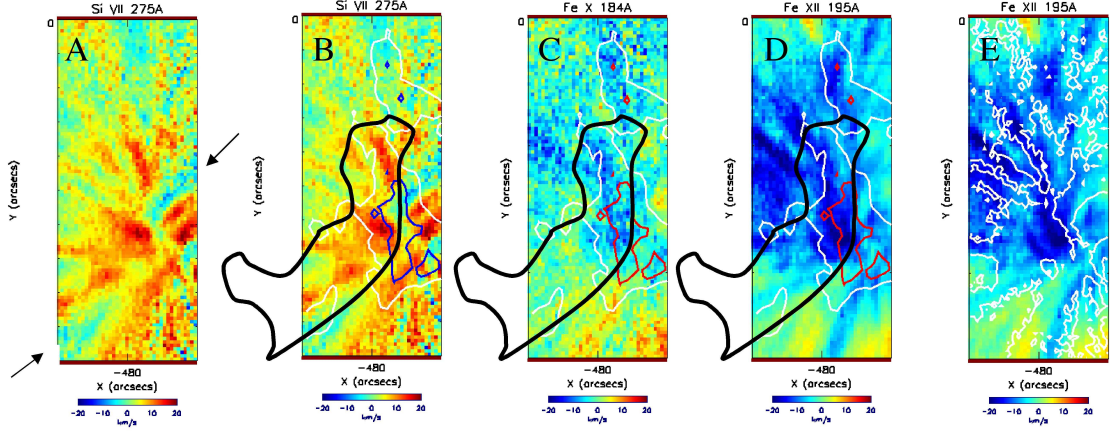 Si VII 275A
Si VII 275A
Fe X 184A
Fe XII 195A
Fe XII 195A
0
0
0
0
0
A
B
C
D
E
Y (arcsecs)
Y (arcsecs)
Y (arcsecs)
Y (arcsecs)
Y (arcsecs)
-480
-480
-480
-480
-480
X (arcsecs)
X (arcsecs)
X (arcsecs)
X (arcsecs)
X (arcsecs)
-20 -10 0 10 20
-20 -10 0 10 20
-20 -10 0 10 20
-20 -10 0 10 20
-20 -10 0 10 20
km/s
km/s
km/s
km/s
km/s